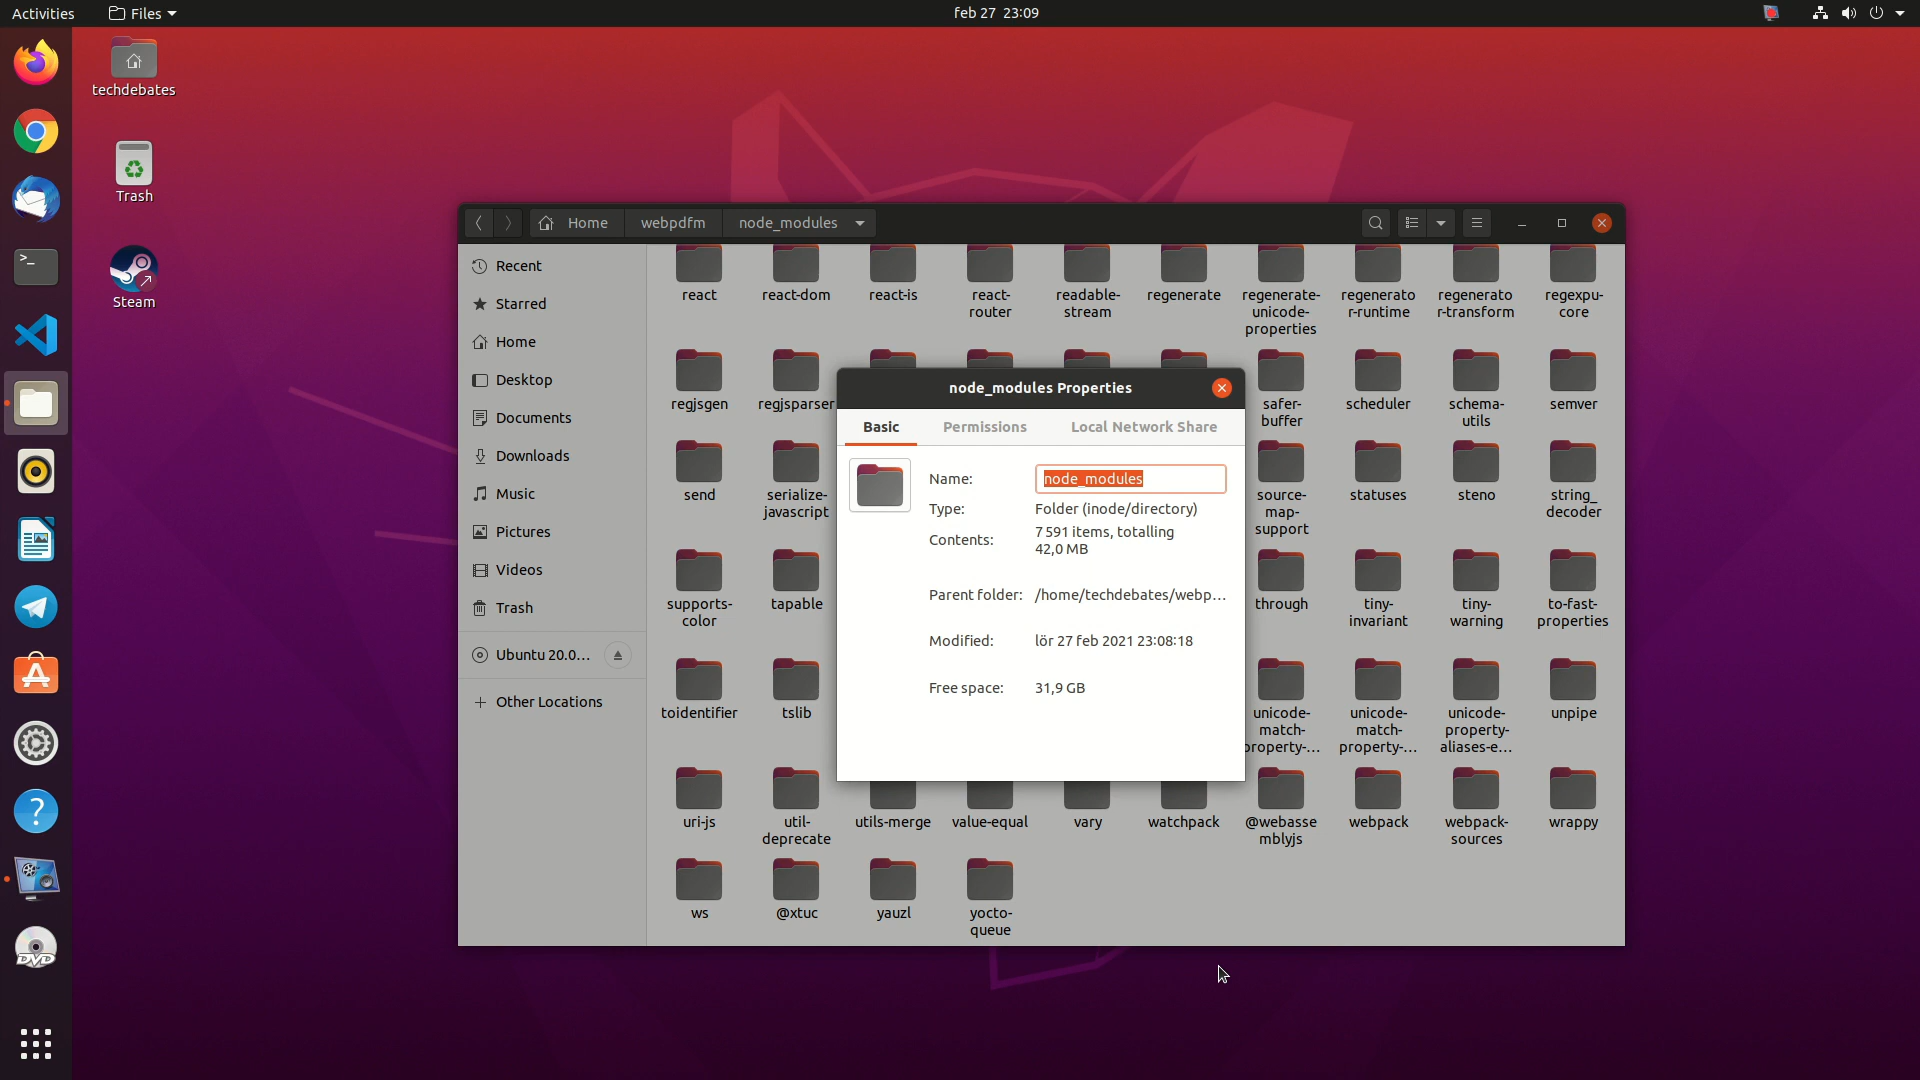 Activities
Files
feb 27 23:09
techdebates
Trash
Steam
Home
webpdfm
node_modules
Recent
Starred
Home
Desktop
Documents
Downloads
Music
Pictures
Videos
Trash
Ubuntu 20.0...
Other Locations
react
react-dom
react-is
react-
router
readable-
stream
regenerate
regenerate-
unicode-
properties
regenerato
r-runtime
regenerato
r-transform
regexpu-
core
regjsgen
regjsparser
safer-
buffer
scheduler
schema-
utils
semver
send
serialize-
javascript
source-
map-
support
statuses
steno
string_
decoder
supports-
color
tapable
through
tiny-
invariant
tiny-
warning
to-fast-
properties
toidentifier
tslib
unicode-
match-
property-...
unicode-
match-
property-...
unicode-
property-
aliases-e...
unpipe
uri-js
util-
deprecate
utils-merge
value-equal
vary
watchpack
@webasse
mblyjs
webpack
webpack-
sources
wrappy
ws
@xtuc
yauzl
yocto-
queue
node_modules Properties
Basic
Permissions
Local Network Share
Name:
node_modules
Type:
Folder (inode/directory)
Contents:
7 591 items, totalling
42,0 MB
Parent folder:
/home/techdebates/webp...
Modified:
lör 27 feb 2021 23:08:18
Free space:
31,9 GB
>_
A
?
DVD